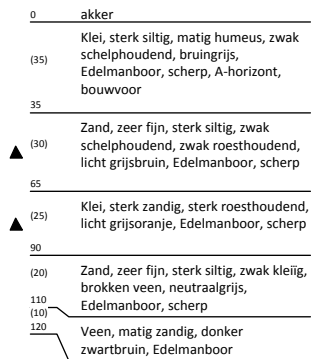 0 akker
Klei, sterk siltig, matig humeus, zwak
(35) schelphoudend, bruingrijs,
Edelmanboor, scherp, A-horizont,
bouwvoor
35
Zand, zeer fijn, sterk siltig, zwak
(30) schelphoudend, zwak roesthoudend,
licht grijsbruin, Edelmanboor, scherp
65
Klei, sterk zandig, sterk roesthoudend,
(25) licht grijsoranje, Edelmanboor, scherp
90
(20) Zand, zeer fijn, sterk siltig, zwak kleiïg,
brokken veen, neutraalgrijs,
110 Edelmanboor, scherp
(10)
120 Veen, matig zandig, donker
zwartbruin, Edelmanboor